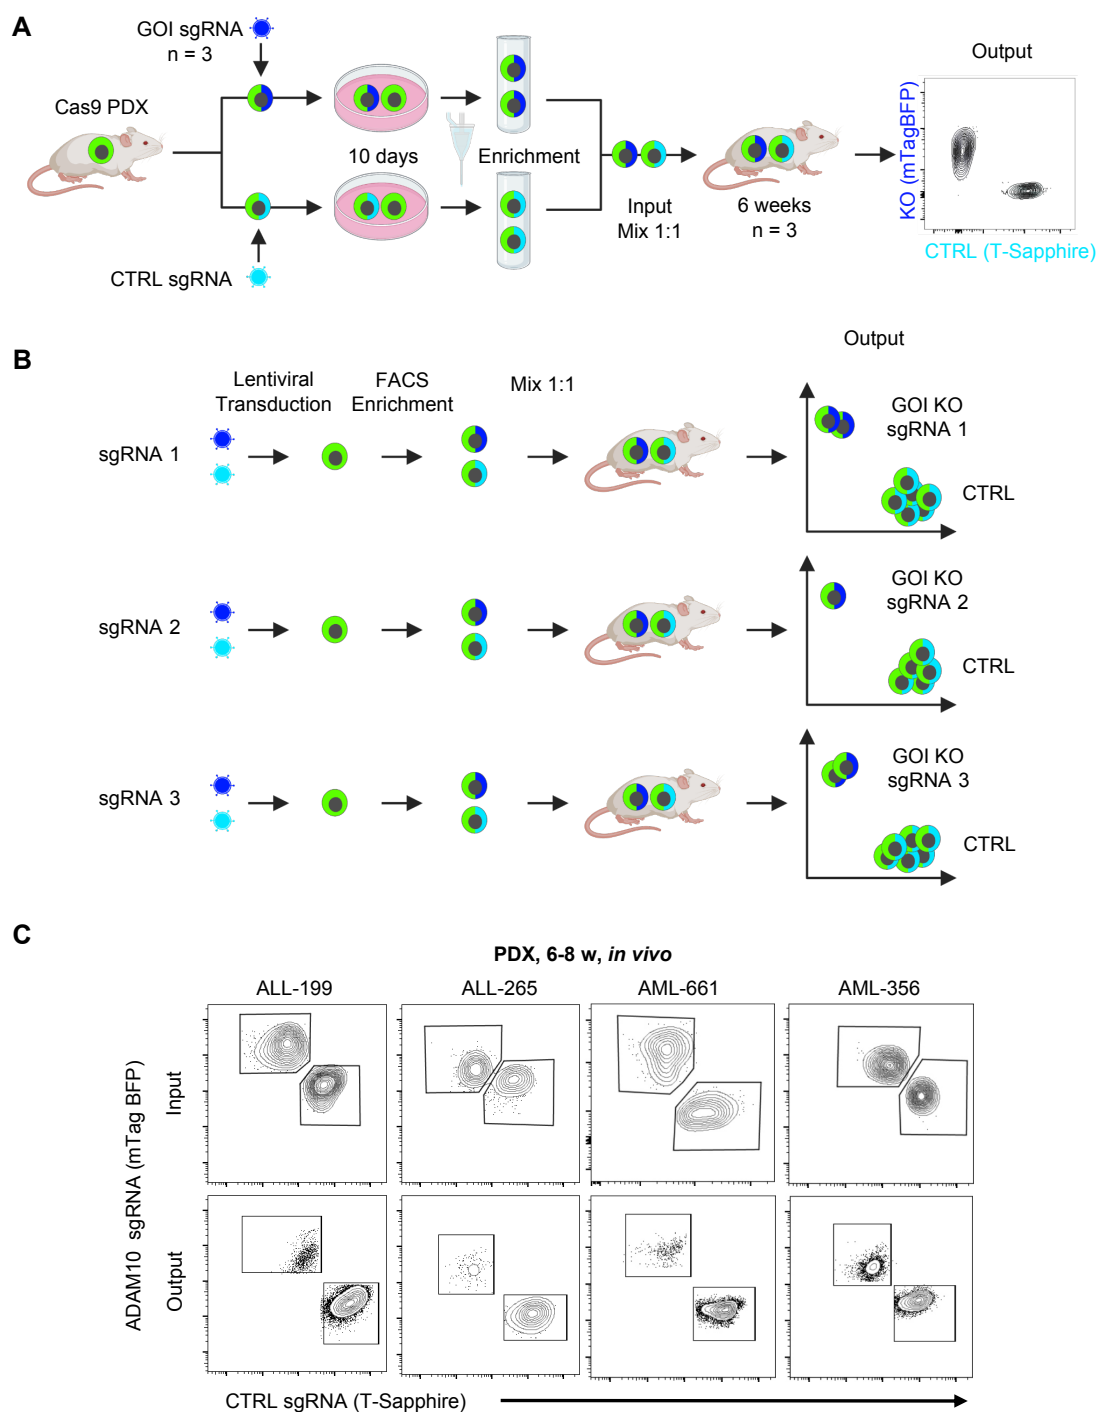 A
GOI sgRNA
n = 3
Output
Cas9 PDX
KO (mTagBFP)
10 days
Enrichment
Input
Mix 1:1
6 weeks
n = 3
CTRL (T-Sapphire)
CTRL sgRNA
B
Output
Lentiviral
Transduction
FACS
Enrichment
Mix 1:1
sgRNA 1
GOI KO
sgRNA 1
CTRL
sgRNA 2
GOI KO
sgRNA 2
CTRL
sgRNA 3
GOI KO
sgRNA 3
CTRL
C
PDX, 6-8 w, in vivo
ALL-199
ALL-265
AML-661
AML-356
ADAM10 sgRNA (mTag BFP)
Input
Output
CTRL sgRNA (T-Sapphire)